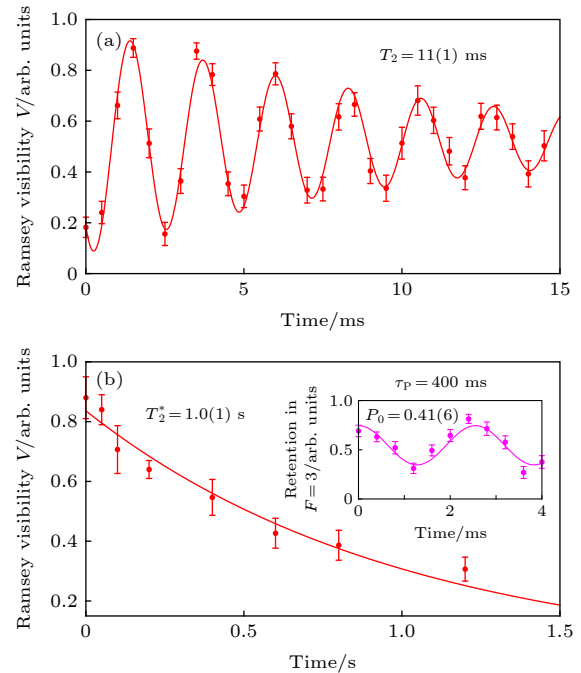 (a)
T₂=11(1) ms
Ramsey visibility V/arb. units
1.0
0.8
0.6
0.4
0.2
0
0 5 10 15
Time/ms
(b)
T₂*=1.0(1) s
Ramsey visibility V/arb. units
1.0
0.8
0.6
0.4
0.2
0 0.5 1.0 1.5
Time/s
τP=400 ms
P₀=0.41(6)
Retention in
F=3/arb. units
1.0
0.5
0
0 2 4
Time/ms